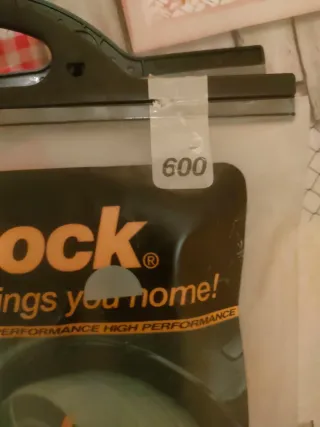 600
ock®
ings you home!
PERFORMANCE HIGH PERFORMANCE